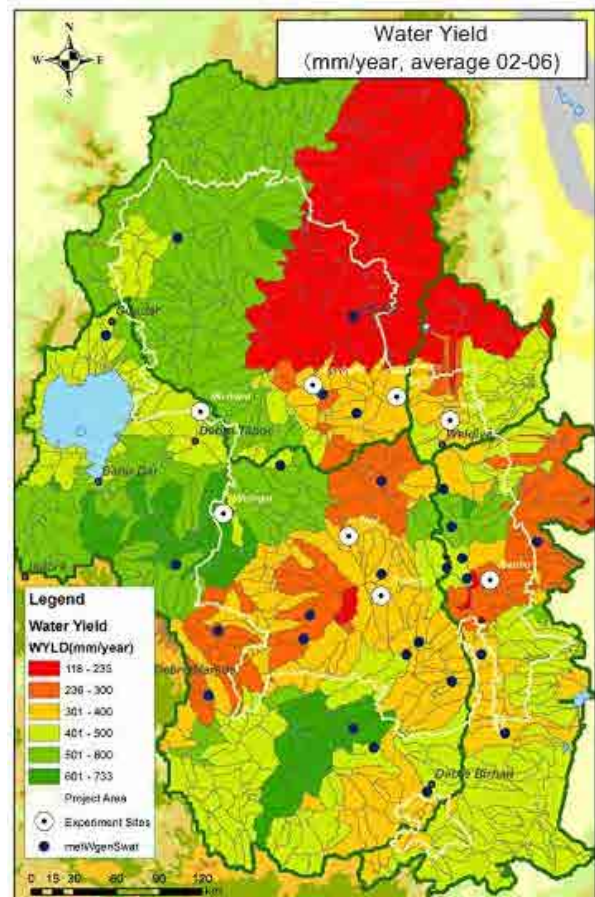 Water Yield
(mm/year, average 02-06)
N
W E
S
Gondar
Debre Tabor
Bahir Dar
Weldiya
Debre Markos
Debre Birhan
Legend
Water Yield
WYLD(mm/year)
118 - 235
236 - 300
301 - 400
401 - 500
501 - 600
601 - 733
Project Area
Experiment Sites
metWgenSwat
0 15 30 60 90 120
km